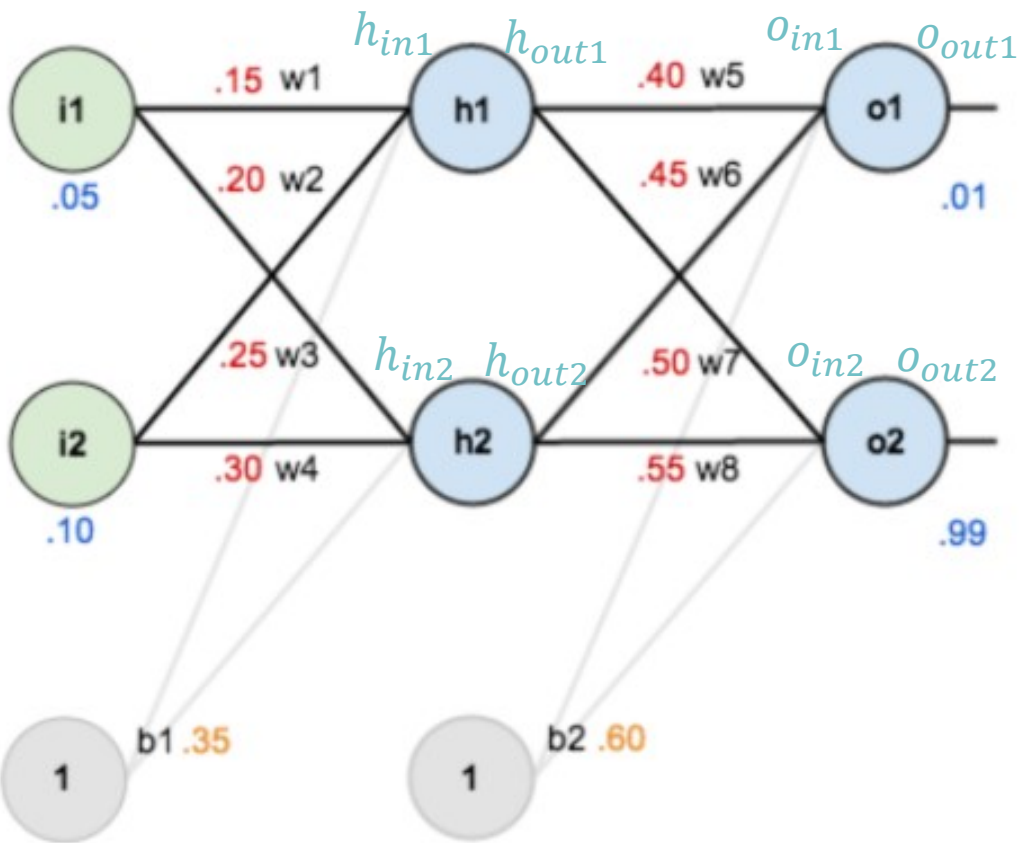 h_in1 h_out1 o_in1 o_out1
i1 .15 w1 h1 .40 w5 o1
.05 .20 w2 .45 w6 .01
.25 w3 h_in2 h_out2 .50 w7 o_in2 o_out2
i2 .30 w4 h2 .55 w8 o2
.10 .99
1 b1 .35 1 b2 .60